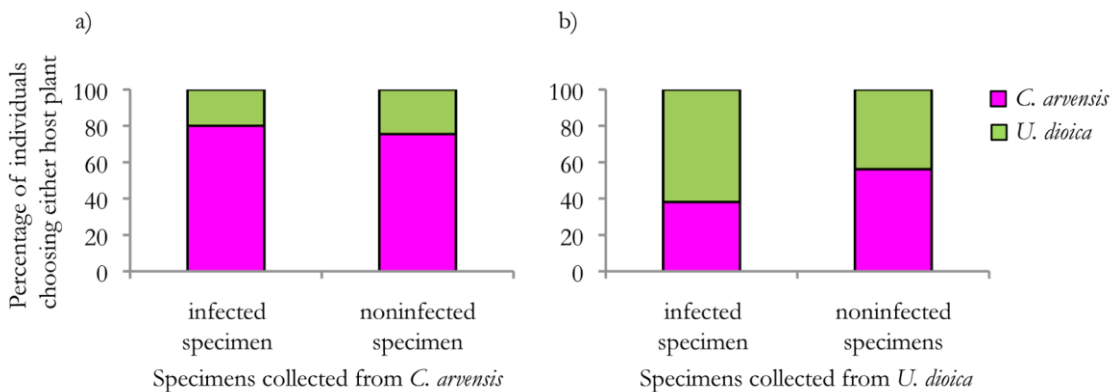 a)
b)
Percentage of individuals
choosing either host plant
100
80
60
40
20
0
infected
specimen
noninfected
specimen
Specimens collected from C. arvensis
100
80
60
40
20
0
infected
specimen
noninfected
specimens
Specimens collected from U. dioica
C. arvensis
U. dioica